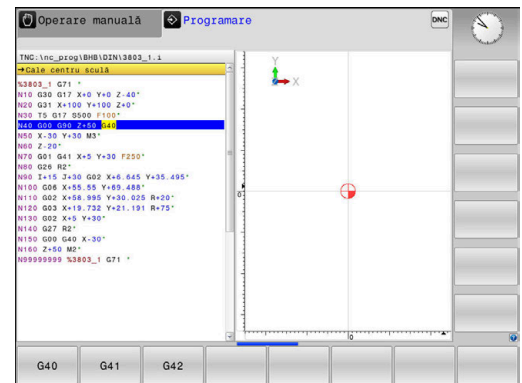 Operare manuală
Programare
DNC
TNC:\nc_prog\BHB\DIN\3803_1.i
→Cale centru sculă
%3803_1 G71 *
N10 G30 G17 X+0 Y+0 Z-40*
N20 G31 X+100 Y+100 Z+0*
N30 T5 G17 S500 F100*
N40 G00 G90 Z+50 G40
N50 X-30 Y+30 M3*
N60 Z-20*
N70 G01 G41 X+5 Y+30 F250*
N80 G26 R2*
N90 I+15 J+30 G02 X+6.645 Y+35.495*
N100 G06 X+55.55 Y+69.488*
N110 G02 X+58.995 Y+30.025 R+20*
N120 G03 X+19.732 Y+21.191 R+75*
N130 G02 X+5 Y+30*
N140 G27 R2*
N150 G00 G40 X-30*
N160 Z+50 M2*
N99999999 %3803_1 G71 *
Y
X
0
0
G40 G41 G42